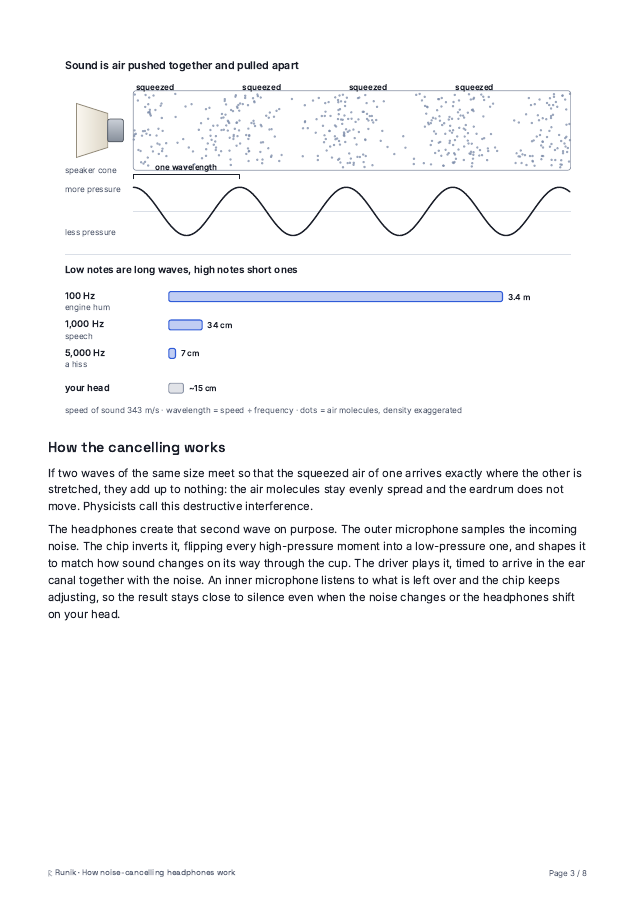 Sound is air pushed together and pulled apart
squeezed squeezed squeezed squeezed
speaker cone
one wavelength
more pressure
less pressure
Low notes are long waves, high notes short ones
100 Hz 3.4 m
engine hum
1,000 Hz 34 cm
speech
5,000 Hz 7 cm
a hiss
your head ~15 cm
speed of sound 343 m/s · wavelength = speed ÷ frequency · dots = air molecules, density exaggerated
How the cancelling works
If two waves of the same size meet so that the squeezed air of one arrives exactly where the other is
stretched, they add up to nothing: the air molecules stay evenly spread and the eardrum does not
move. Physicists call this destructive interference.
The headphones create that second wave on purpose. The outer microphone samples the incoming
noise. The chip inverts it, flipping every high-pressure moment into a low-pressure one, and shapes it
to match how sound changes on its way through the cup. The driver plays it, timed to arrive in the ear
canal together with the noise. An inner microphone listens to what is left over and the chip keeps
adjusting, so the result stays close to silence even when the noise changes or the headphones shift
on your head.
Runik · How noise-cancelling headphones work Page 3 / 8